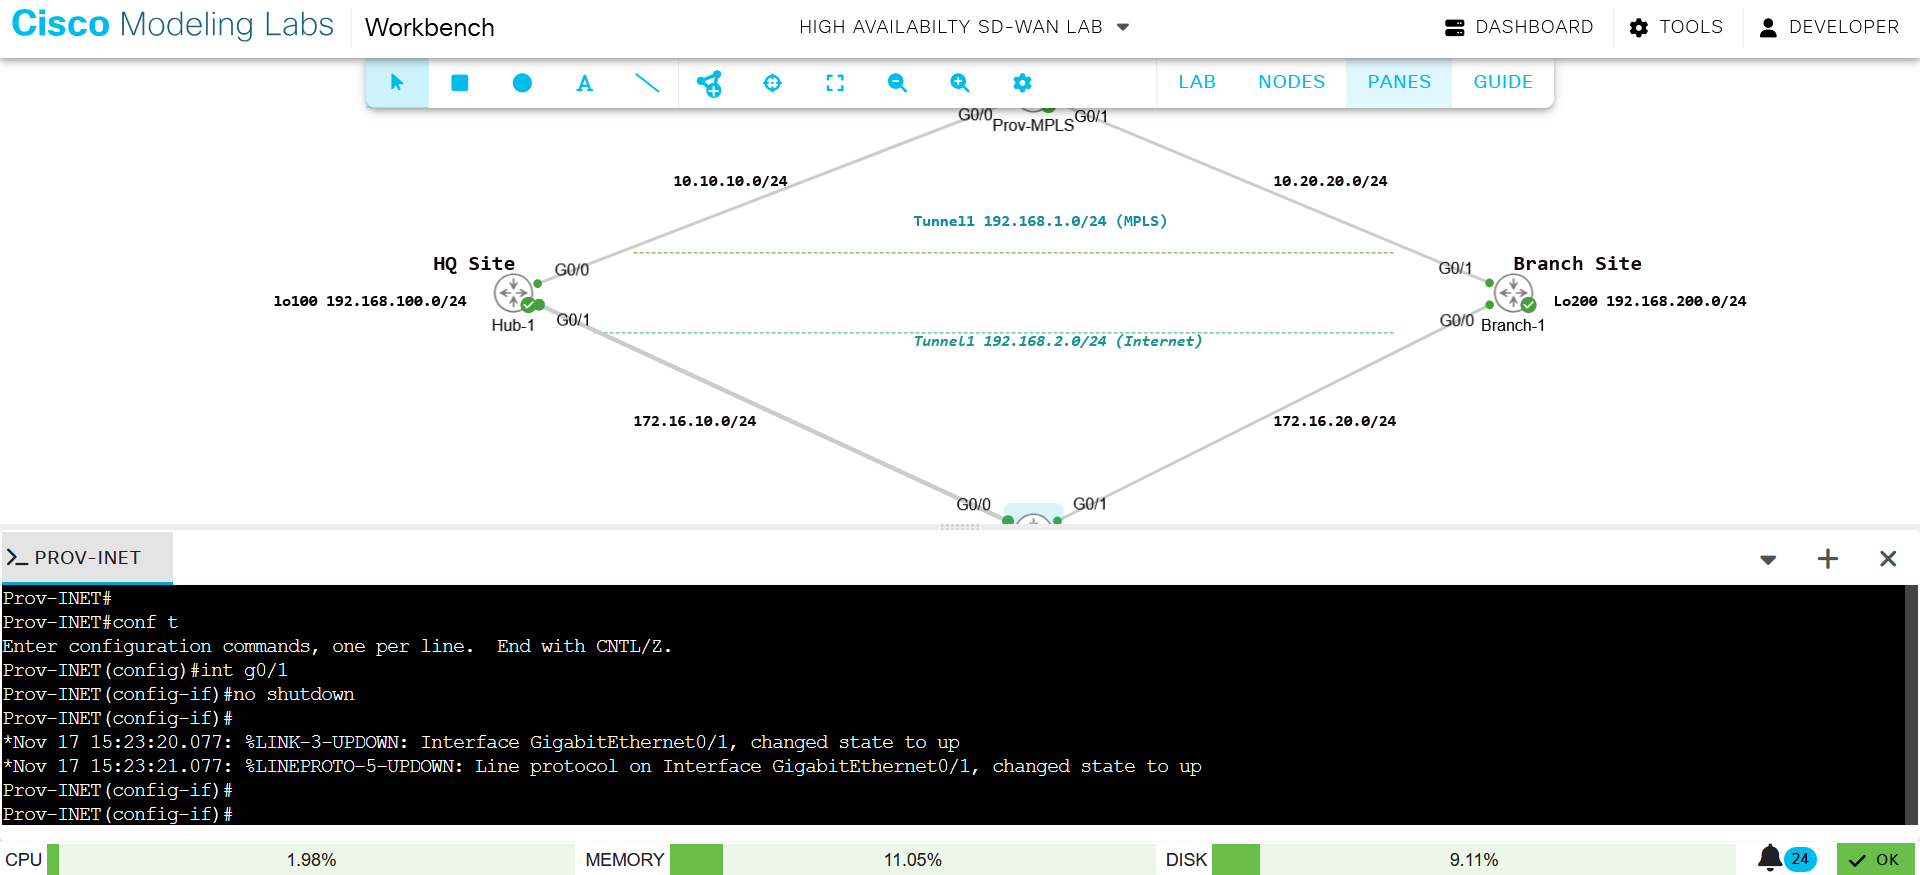 Cisco Modeling Labs Workbench HIGH AVAILABILTY SD-WAN LAB DASHBOARD TOOLS DEVELOPER
A LAB NODES PANES GUIDE
G0/0 Prov-MPLS G0/1
10.10.10.0/24 10.20.20.0/24
Tunnel1 192.168.1.0/24 (MPLS)
HQ Site G0/0 G0/1 Branch Site
lo100 192.168.100.0/24 Lo200 192.168.200.0/24
Hub-1 G0/1 G0/0 Branch-1
Tunnel1 192.168.2.0/24 (Internet)
172.16.10.0/24 172.16.20.0/24
G0/0 G0/1
PROV-INET
Prov-INET#
Prov-INET#conf t
Enter configuration commands, one per line.  End with CNTL/Z.
Prov-INET(config)#int g0/1
Prov-INET(config-if)#no shutdown
Prov-INET(config-if)#
*Nov 17 15:23:20.077: %LINK-3-UPDOWN: Interface GigabitEthernet0/1, changed state to up
*Nov 17 15:23:21.077: %LINEPROTO-5-UPDOWN: Line protocol on Interface GigabitEthernet0/1, changed state to up
Prov-INET(config-if)#
Prov-INET(config-if)#
CPU 1.98% MEMORY 11.05% DISK 9.11% 24 OK